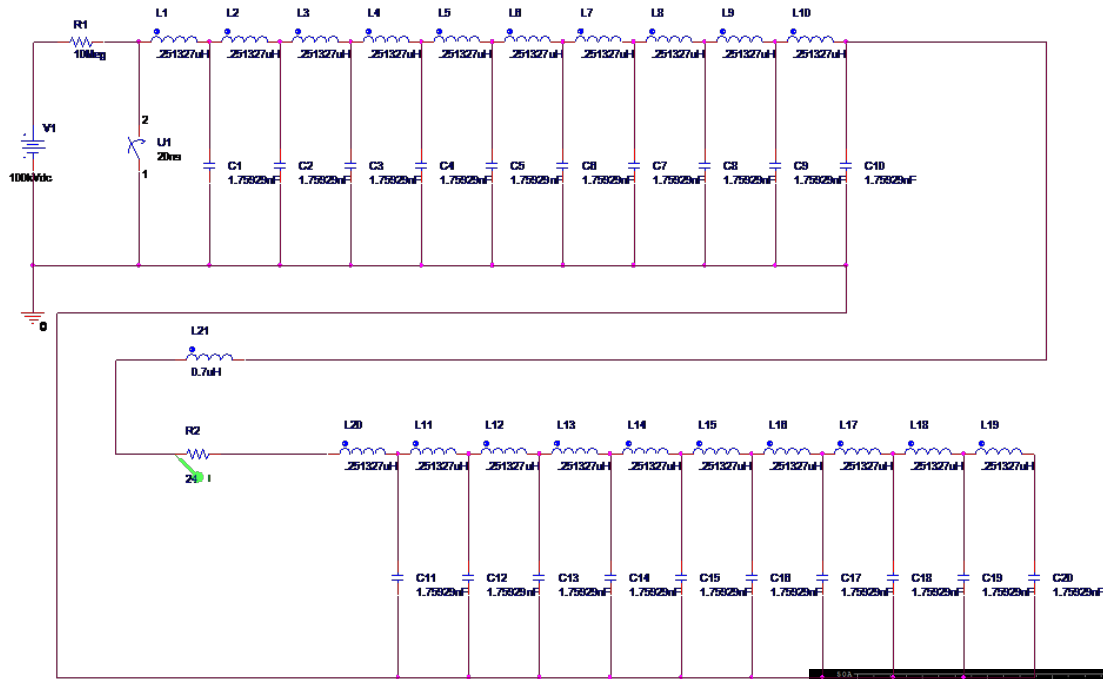 L1 L2 L3 L4 L5 L6 L7 L8 L9 L10
R1
10Meg .251327uH .251327uH .251327uH .251327uH .251327uH .251327uH .251327uH .251327uH .251327uH .251327uH
2
V1
U1
20ns
1
100kVdc
C1 C2 C3 C4 C5 C6 C7 C8 C9 C10
1.75929nF 1.75929nF 1.75929nF 1.75929nF 1.75929nF 1.75929nF 1.75929nF 1.75929nF 1.75929nF 1.75929nF
0
L21
0.7uH
R2 L20 L11 L12 L13 L14 L15 L16 L17 L18 L19
.251327uH .251327uH .251327uH .251327uH .251327uH .251327uH .251327uH .251327uH .251327uH .251327uH
24 I
C11 C12 C13 C14 C15 C16 C17 C18 C19 C20
1.75929nF 1.75929nF 1.75929nF 1.75929nF 1.75929nF 1.75929nF 1.75929nF 1.75929nF 1.75929nF 1.75929nF